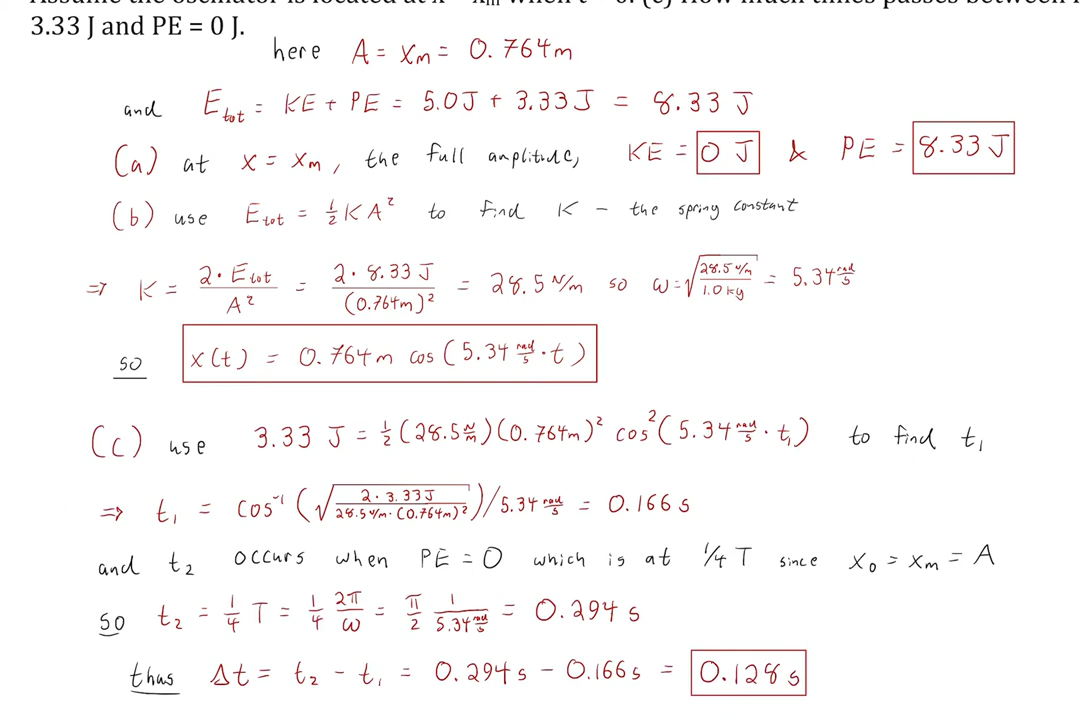 3.33 J and PE = 0 J.
here A = xm = 0.764m
and Etot = KE + PE = 5.0J + 3.33J = 8.33 J
(a) at x = xm, the full amplitude, KE = 0 J & PE = 8.33 J
(b) use Etot = ½KA² to find K - the spring constant
⇒ K = 2·Etot/A² = 2·8.33 J/(0.764m)² = 28.5 N/m so ω = √(28.5 N/m/1.0 kg) = 5.34 rad/s
so x(t) = 0.764m cos(5.34 rad/s·t)
(c) use 3.33 J = ½(28.5 N/m)(0.764m)² cos²(5.34 rad/s·t₁) to find t₁
⇒ t₁ = cos⁻¹(√(2·3.33J/28.5 N/m·(0.764m)²))/5.34 rad/s = 0.166 s
and t₂ occurs when PE = 0 which is at ¼ T since x₀ = xm = A
so t₂ = 1/4 T = 1/4 2π/ω = π/2 1/5.34 rad/s = 0.294 s
thus Δt = t₂ - t₁ = 0.294 s - 0.166 s = 0.128 s